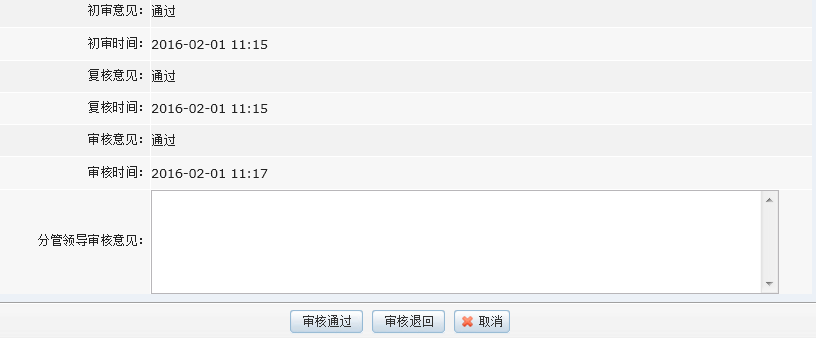 初审意见： 通过
初审时间： 2016-02-01 11:15
复核意见： 通过
复核时间： 2016-02-01 11:15
审核意见： 通过
审核时间： 2016-02-01 11:17
分管领导审核意见：
审核通过 审核退回 取消